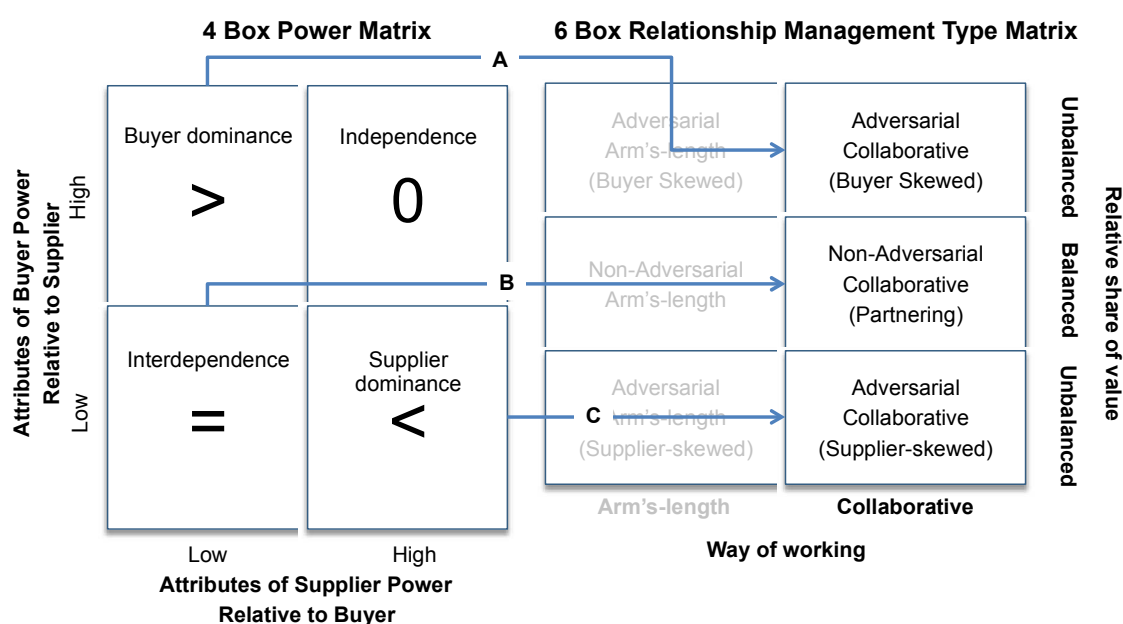 4 Box Power Matrix
6 Box Relationship Management Type Matrix
A
Buyer dominance
>
Independence
0
Interdependence
=
Supplier
dominance
<
B
C
High
Low
Attributes of Buyer Power
Relative to Supplier
Low
High
Attributes of Supplier Power
Relative to Buyer
Adversarial
Arm’s-length
(Buyer Skewed)
Adversarial
Collaborative
(Buyer Skewed)
Non-Adversarial
Arm’s-length
Non-Adversarial
Collaborative
(Partnering)
Adversarial
Arm’s-length
(Supplier-skewed)
Adversarial
Collaborative
(Supplier-skewed)
Arm’s-length
Collaborative
Way of working
Unbalanced
Balanced
Unbalanced
Relative share of value